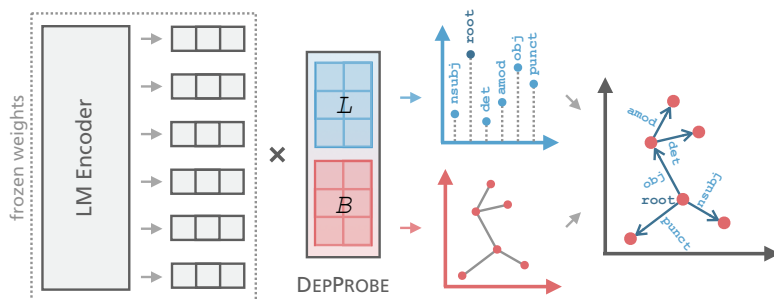 frozen weights
LM Encoder
×
L
B
DEPPROBE
nsubj
root
det
amod
obj
punct
amod
det
obj
root
nsubj
punct